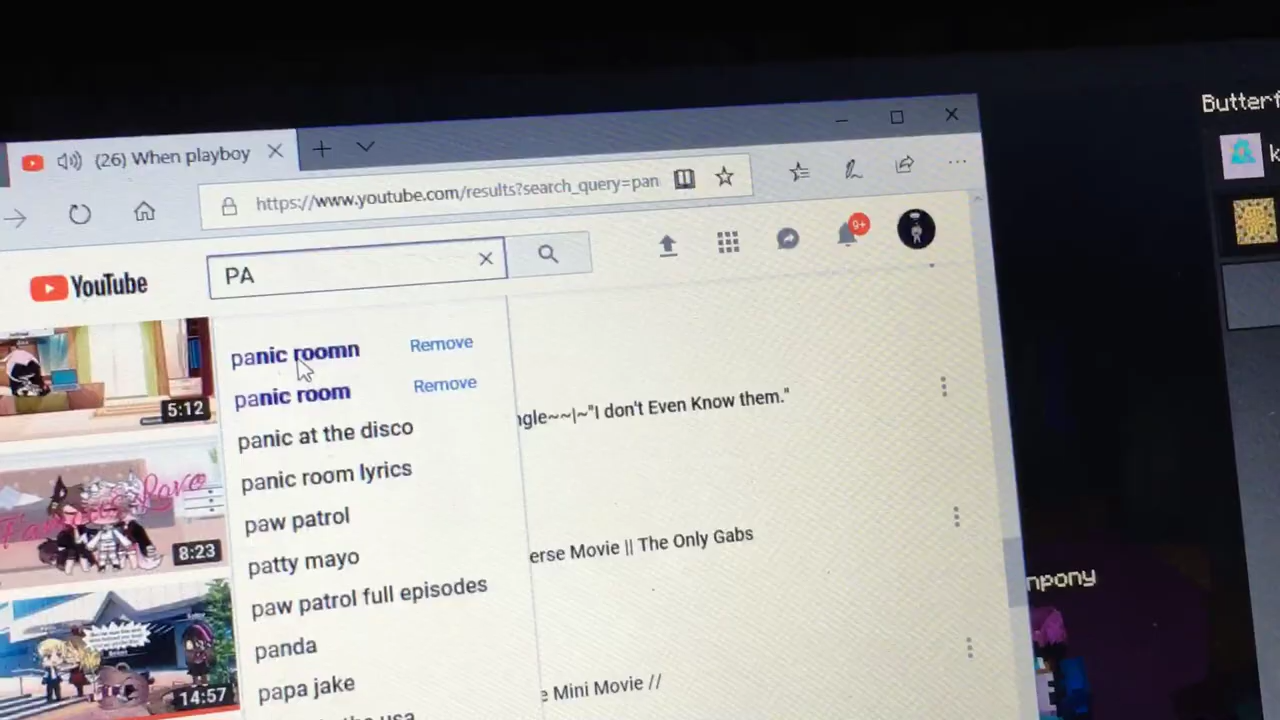 Butterf
(26) When playboy
https://www.youtube.com/results?search_query=pan
9+
YouTube
PA
panic roomn Remove
panic room Remove
panic at the disco
panic room lyrics
paw patrol
patty mayo
paw patrol full episodes
panda
papa jake
5:12
8:23
14:57
ngle~~|~"I don't Even Know them."
erse Movie || The Only Gabs
e Mini Movie //
npony